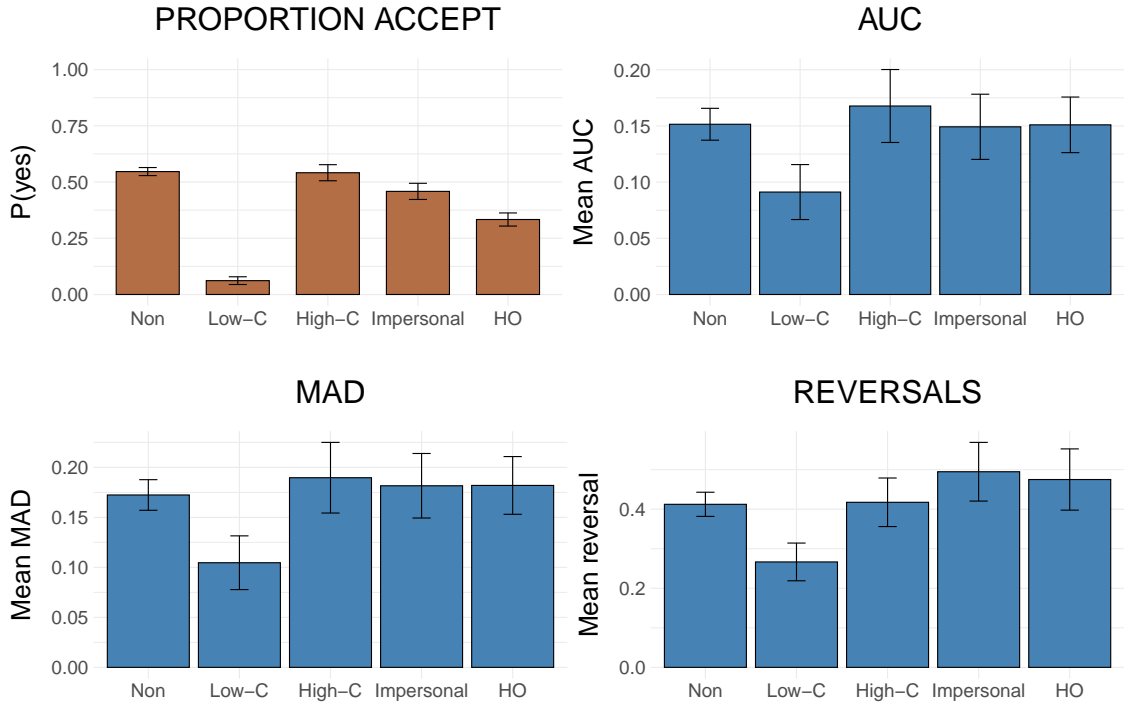 PROPORTION ACCEPT
P(yes)
1.00
0.75
0.50
0.25
0.00
Non Low−C High−C Impersonal HO
AUC
Mean AUC
0.20
0.15
0.10
0.05
0.00
Non Low−C High−C Impersonal HO
MAD
Mean MAD
0.20
0.15
0.10
0.05
0.00
Non Low−C High−C Impersonal HO
REVERSALS
Mean reversal
0.4
0.2
0.0
Non Low−C High−C Impersonal HO